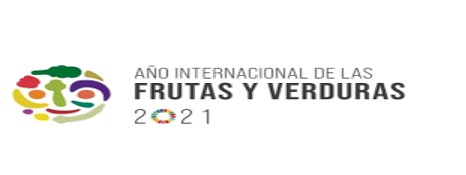 AÑO INTERNACIONAL DE LAS
FRUTAS Y VERDURAS
2021